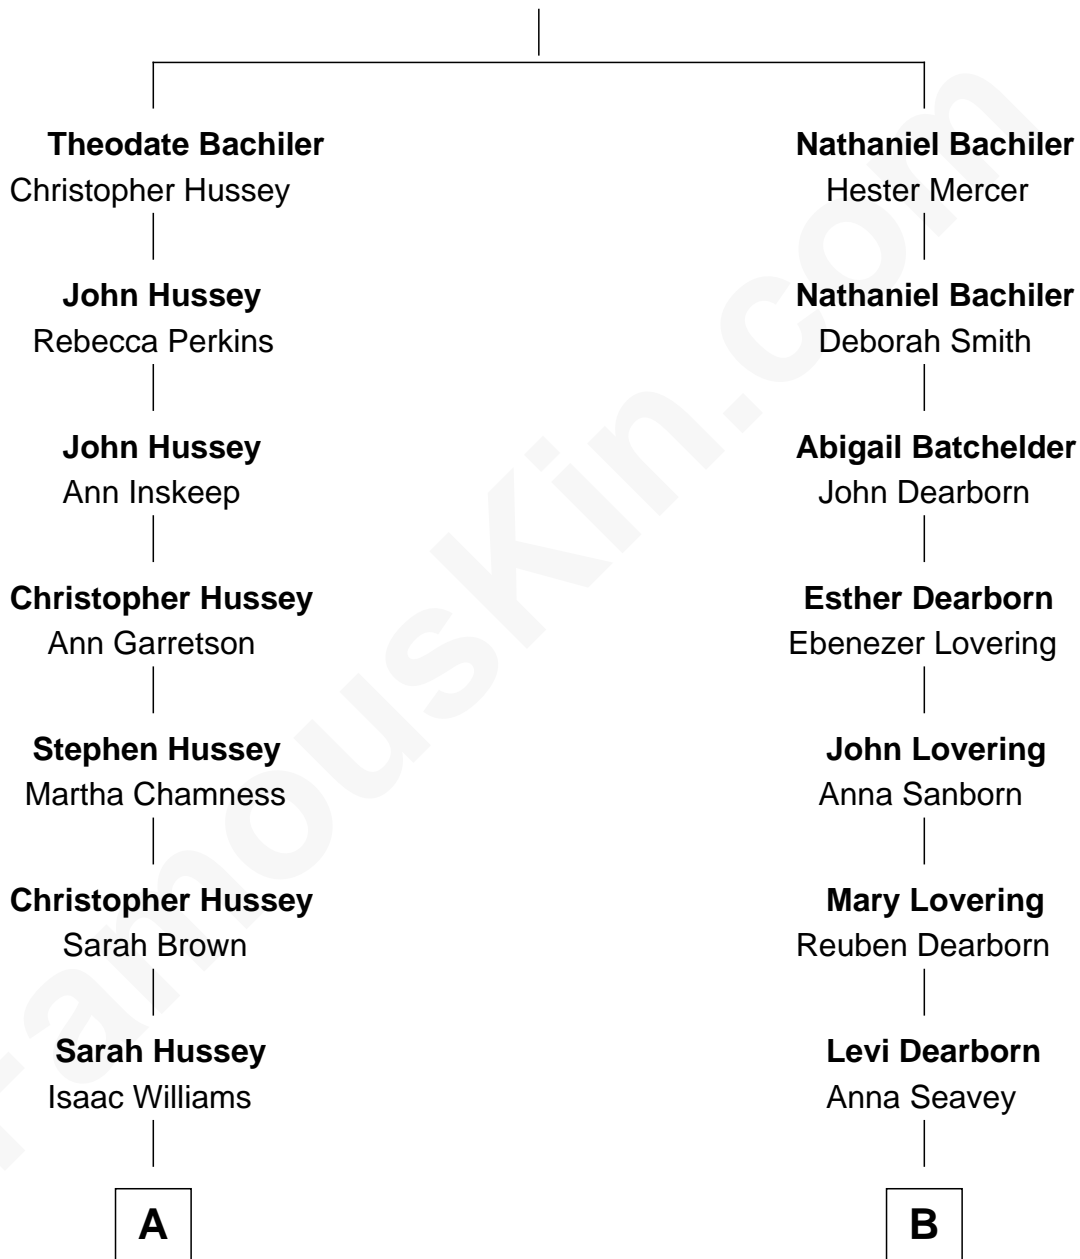 Theodate Bachiler
Christopher Hussey
John Hussey
Rebecca Perkins
John Hussey
Ann Inskeep
Christopher Hussey
Ann Garretson
Stephen Hussey
Martha Chamness
Christopher Hussey
Sarah Brown
Sarah Hussey
Isaac Williams
A
Nathaniel Bachiler
Hester Mercer
Nathaniel Bachiler
Deborah Smith
Abigail Batchelder
John Dearborn
Esther Dearborn
Ebenezer Lovering
John Lovering
Anna Sanborn
Mary Lovering
Reuben Dearborn
Levi Dearborn
Anna Seavey
B
FamousKin.com